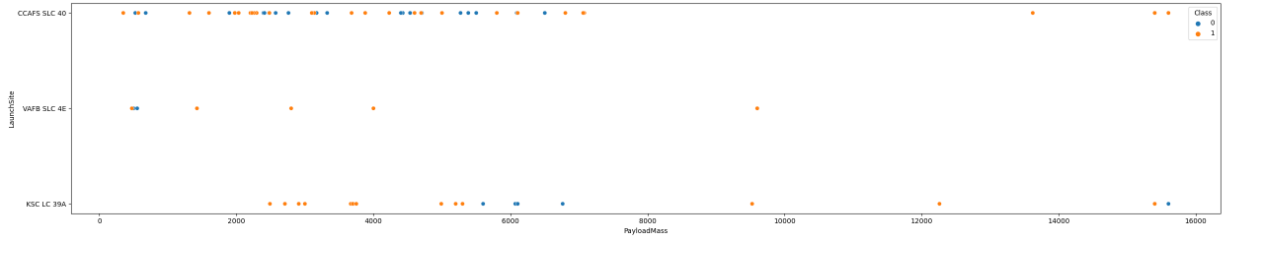 CCAFS SLC 40
VAFB SLC 4E
KSC LC 39A
LaunchSite
0 2000 4000 6000 8000 10000 12000 14000 16000
PayloadMass
Class
0
1